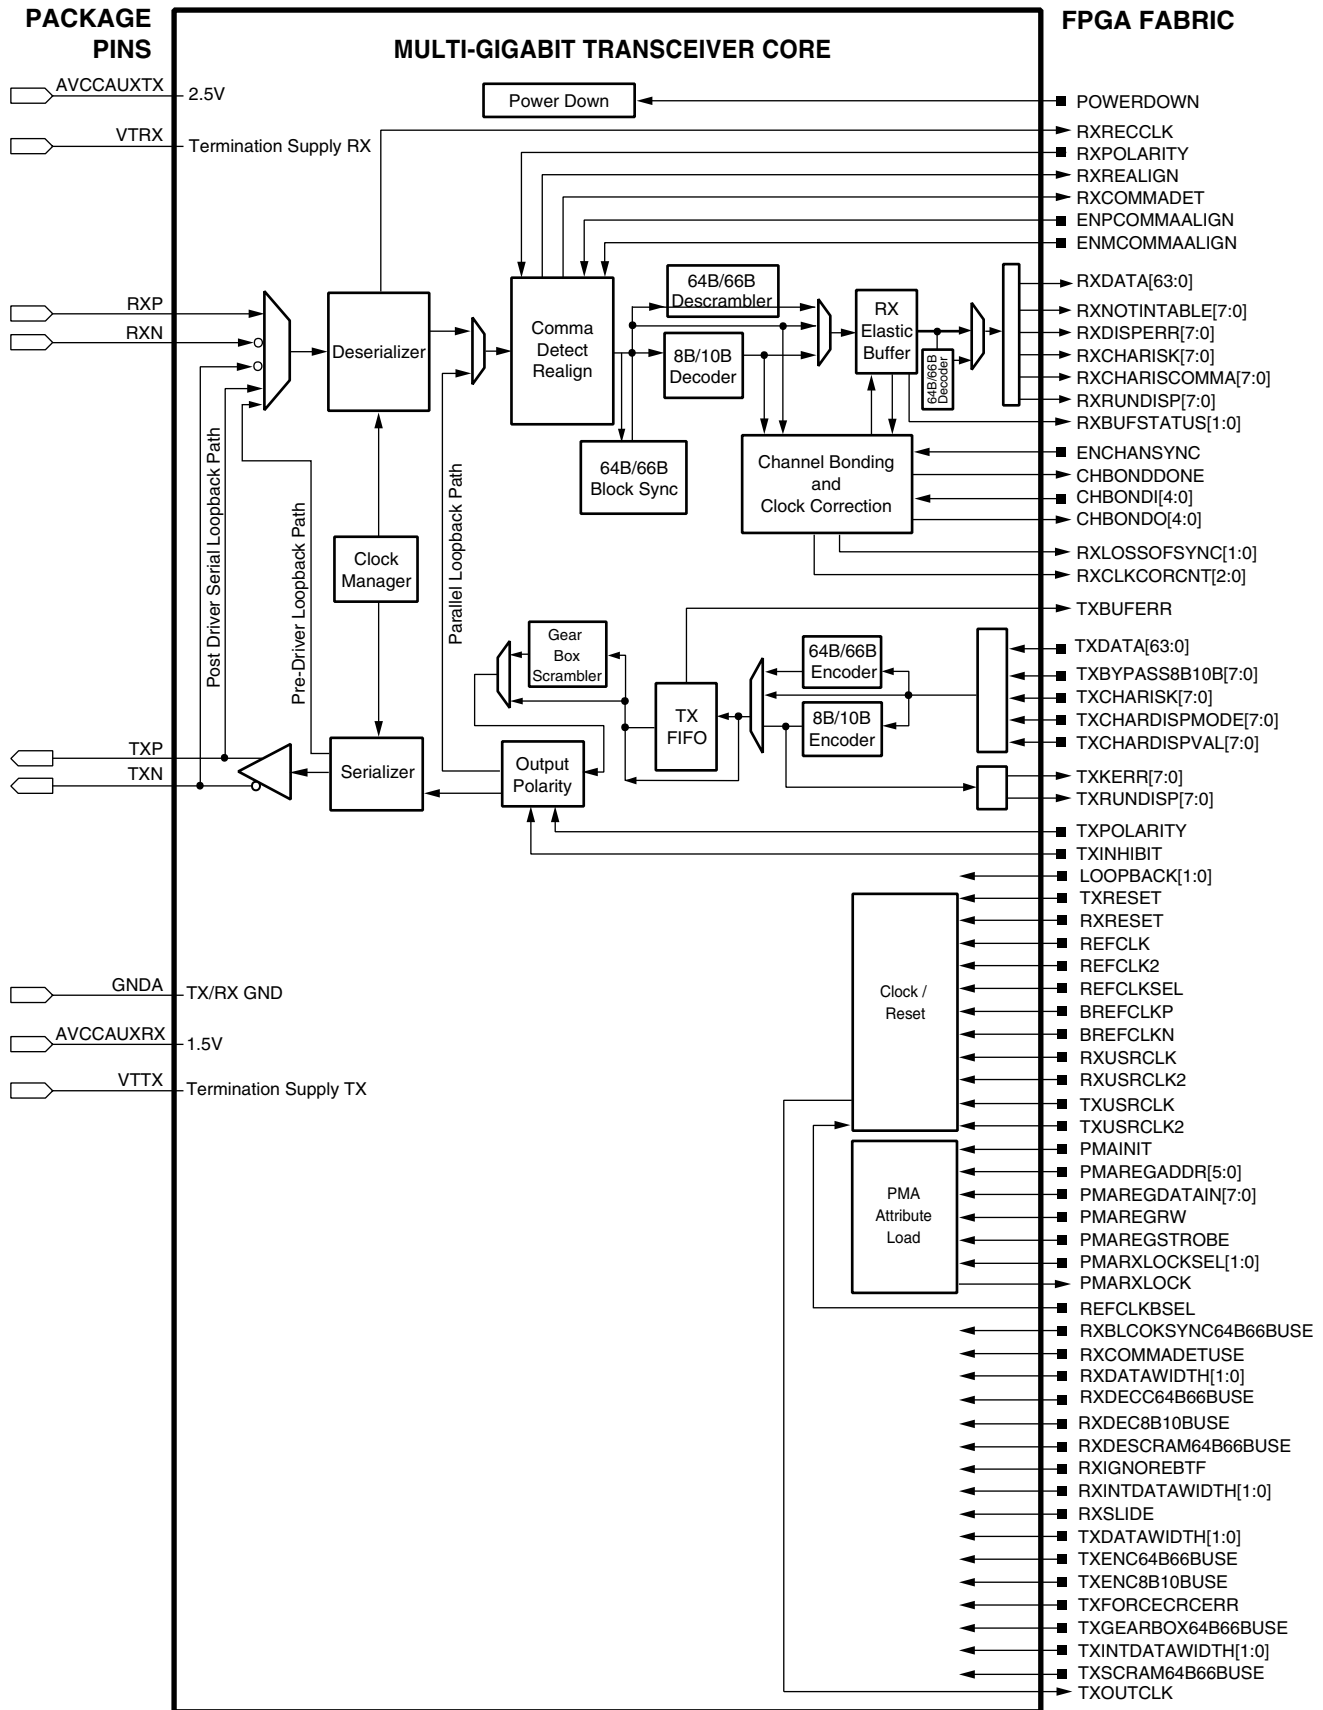 PACKAGE
PINS
MULTI-GIGABIT TRANSCEIVER CORE
FPGA FABRIC
AVCCAUXTX
2.5V
VTRX
Termination Supply RX
RXP
RXN
Power Down
POWERDOWN
RXRECCLK
RXPOLARITY
RXREALIGN
RXCOMMADET
ENPCOMMAALIGN
ENMCOMMAALIGN
Deserializer
Comma
Detect
Realign
64B/66B
Descrambler
8B/10B
Decoder
64B/66B
Block Sync
RX
Elastic
Buffer
64B/66B
Decoder
Channel Bonding
and
Clock Correction
RXDATA[63:0]
RXNOTINTABLE[7:0]
RXDISPERR[7:0]
RXCHARISK[7:0]
RXCHARISCOMMA[7:0]
RXRUNDISP[7:0]
RXBUFSTATUS[1:0]
ENCHANSYNC
CHBONDDONE
CHBONDI[4:0]
CHBONDO[4:0]
RXLOSSOFSYNC[1:0]
RXCLKCORCNT[2:0]
TXBUFERR
Post Driver Serial Loopback Path
Pre-Driver Loopback Path
Clock
Manager
Parallel Loopback Path
Gear
Box
Scrambler
64B/66B
Encoder
8B/10B
Encoder
TX
FIFO
TXP
TXN
Serializer
Output
Polarity
TXDATA[63:0]
TXBYPASS8B10B[7:0]
TXCHARISK[7:0]
TXCHARDISPMODE[7:0]
TXCHARDISPVAL[7:0]
TXKERR[7:0]
TXRUNDISP[7:0]
TXPOLARITY
TXINHIBIT
LOOPBACK[1:0]
GNDA
TX/RX GND
AVCCAUXRX
1.5V
VTTX
Termination Supply TX
Clock /
Reset
TXRESET
RXRESET
REFCLK
REFCLK2
REFCLKSEL
BREFCLKP
BREFCLKN
RXUSRCLK
RXUSRCLK2
TXUSRCLK
TXUSRCLK2
PMA
Attribute
Load
PMAINIT
PMAREGADDR[5:0]
PMAREGDATAIN[7:0]
PMAREGRW
PMAREGSTROBE
PMARXLOCKSEL[1:0]
PMARXLOCK
REFCLKBSEL
RXBLCOKSYNC64B66BUSE
RXCOMMADETUSE
RXDATAWIDTH[1:0]
RXDECC64B66BUSE
RXDEC8B10BUSE
RXDESCRAM64B66BUSE
RXIGNOREBTF
RXINTDATAWIDTH[1:0]
RXSLIDE
TXDATAWIDTH[1:0]
TXENC64B66BUSE
TXENC8B10BUSE
TXFORCECRCERR
TXGEARBOX64B66BUSE
TXINTDATAWIDTH[1:0]
TXSCRAM64B66BUSE
TXOUTCLK